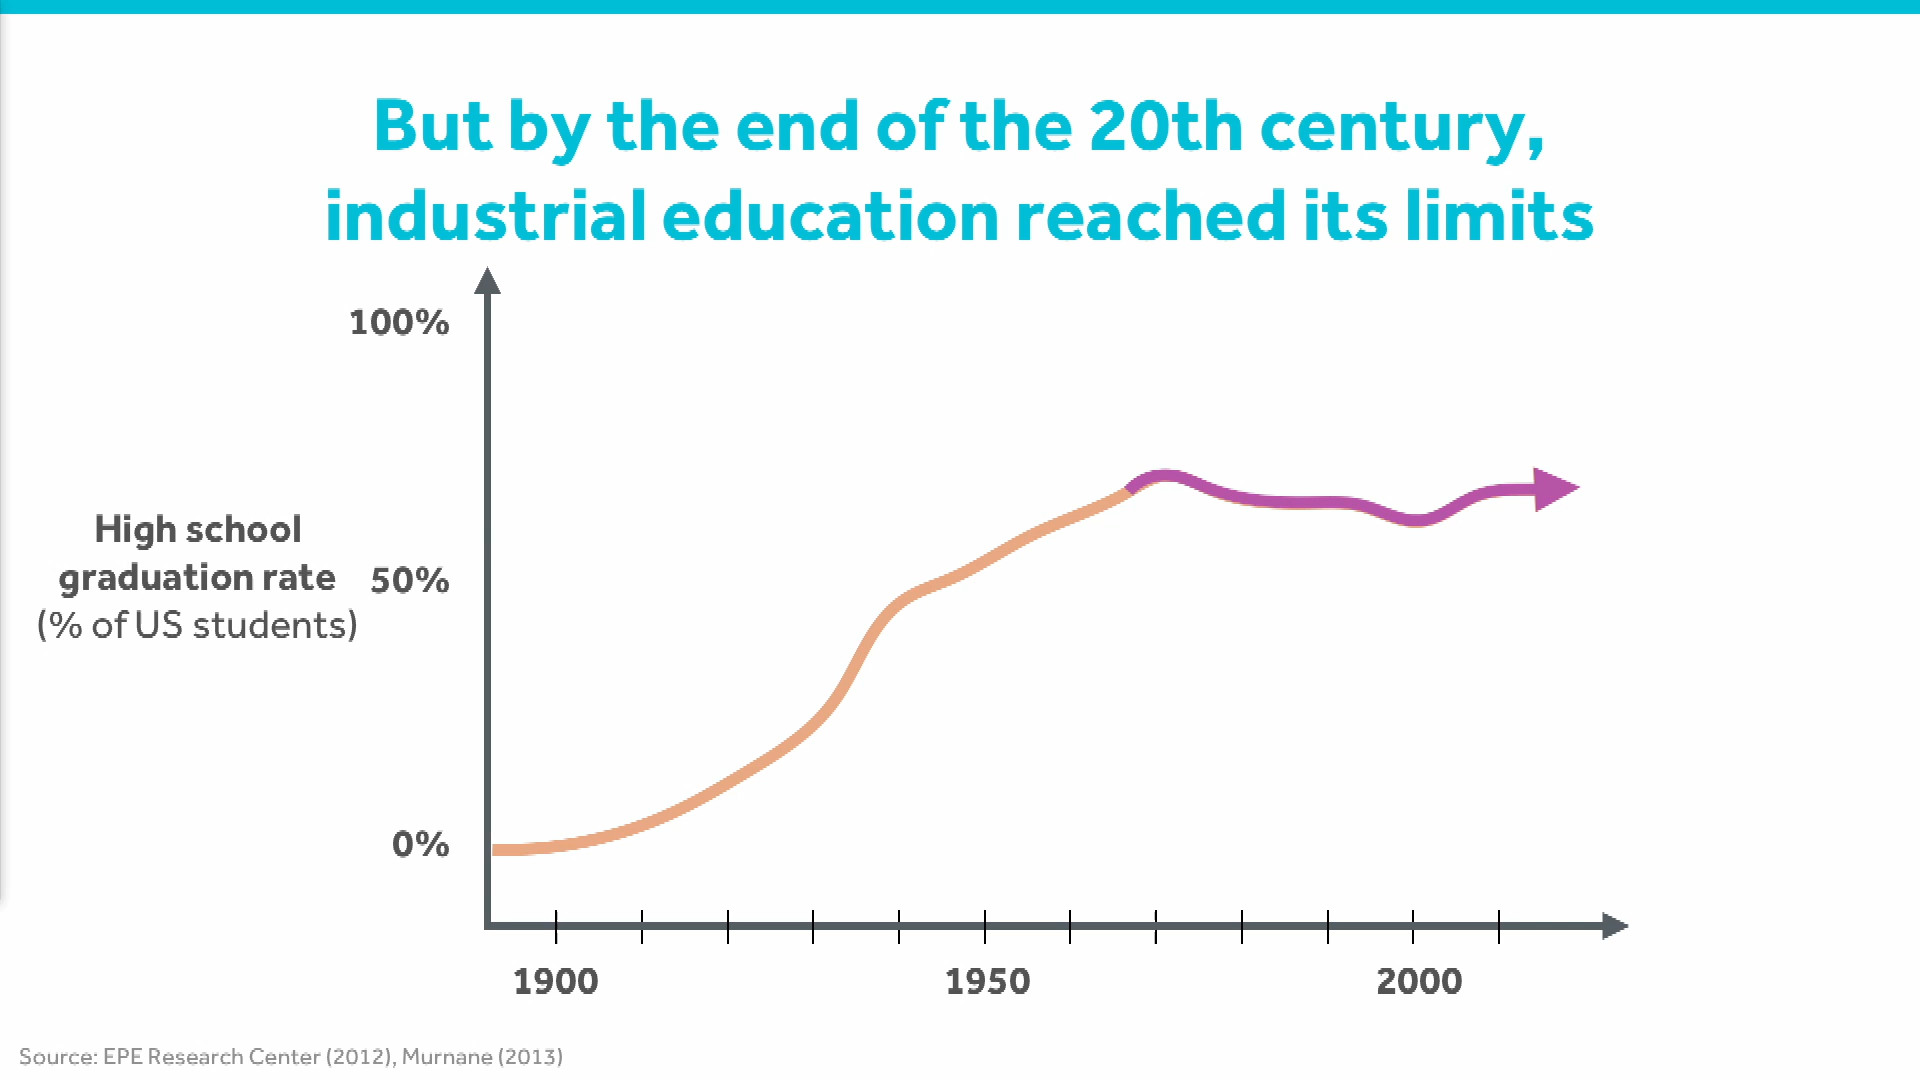 But by the end of the 20th century,
industrial education reached its limits
100%
High school
graduation rate
(% of US students)
50%
0%
1900
1950
2000
Source: EPE Research Center (2012), Murnane (2013)